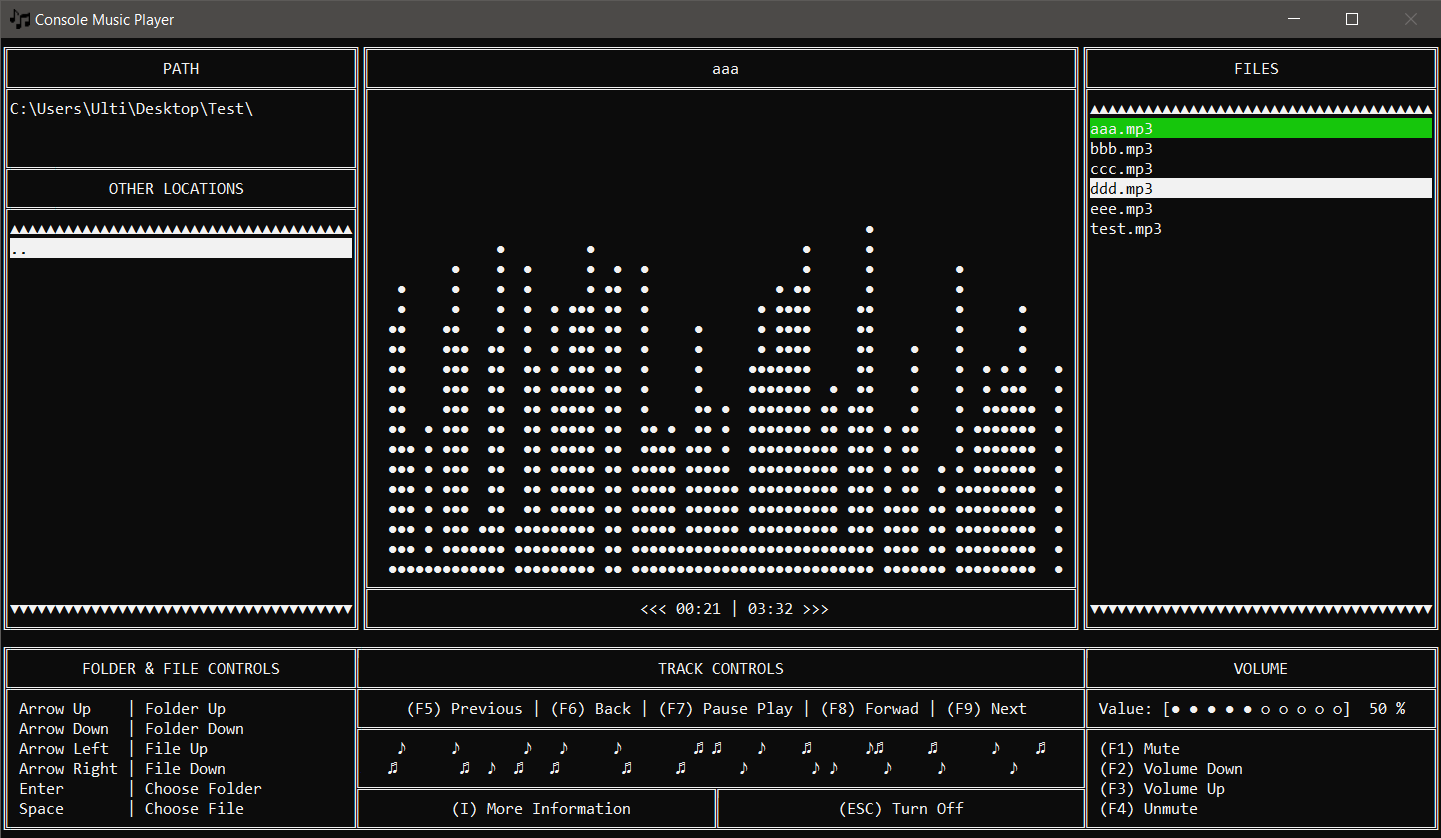 Console Music Player
PATH
C:\Users\Ulti\Desktop\Test\
OTHER LOCATIONS
..
aaa
<<< 00:21 | 03:32 >>>
FILES
aaa.mp3
bbb.mp3
ccc.mp3
ddd.mp3
eee.mp3
test.mp3
FOLDER & FILE CONTROLS
Arrow Up | Folder Up
Arrow Down | Folder Down
Arrow Left | File Up
Arrow Right | File Down
Enter | Choose Folder
Space | Choose File
TRACK CONTROLS
(F5) Previous | (F6) Back | (F7) Pause Play | (F8) Forwad | (F9) Next
(I) More Information
(ESC) Turn Off
VOLUME
Value: [● ● ● ● ● ○ ○ ○ ○ ○] 50 %
(F1) Mute
(F2) Volume Down
(F3) Volume Up
(F4) Unmute